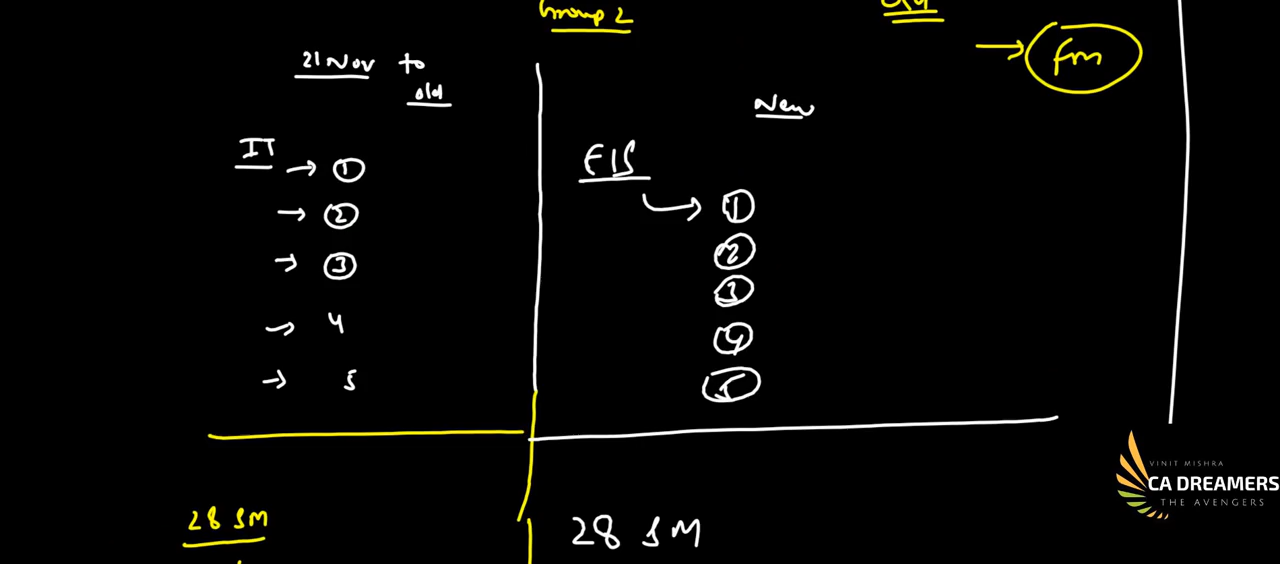 Group 2
old
fm
21 Nov to
old
IT → ①
→ ②
→ ③
→ 4
→ 5
New
EIS
①
②
③
④
⑤
28 SM
28 SM
VINIT MISHRA
CA DREAMERS
THE AVENGERS